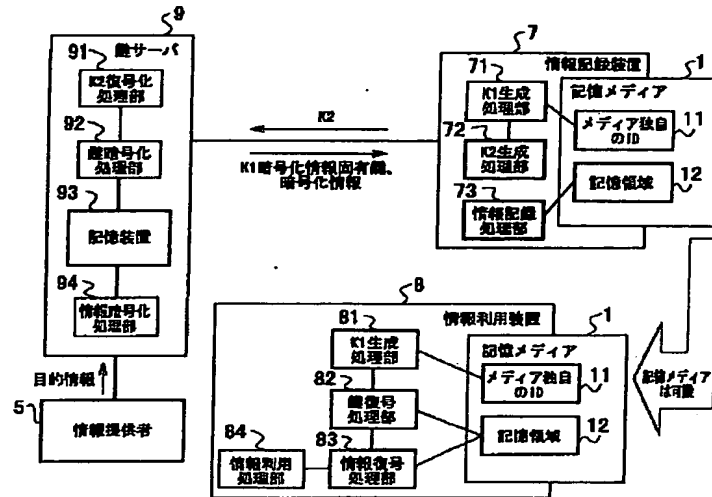 9
鍵サーバ
91
K2復号化
処理部
92
鍵暗号化
処理部
93
記憶装置
94
情報暗号化
処理部
目的情報
5
情報提供者
K2
K1暗号化情報固有鍵、
暗号化情報
7
情報記録装置
71
K1生成
処理部
72
K2生成
処理部
73
情報記録
処理部
1
記憶メディア
メディア独自
のID
11
記憶領域
12
8
情報利用装置
81
K1生成
処理部
82
鍵復号
処理部
83
情報復号
処理部
84
情報利用
処理部
1
記憶メディア
メディア独自
のID
11
記憶領域
12
記憶メディア
は可搬